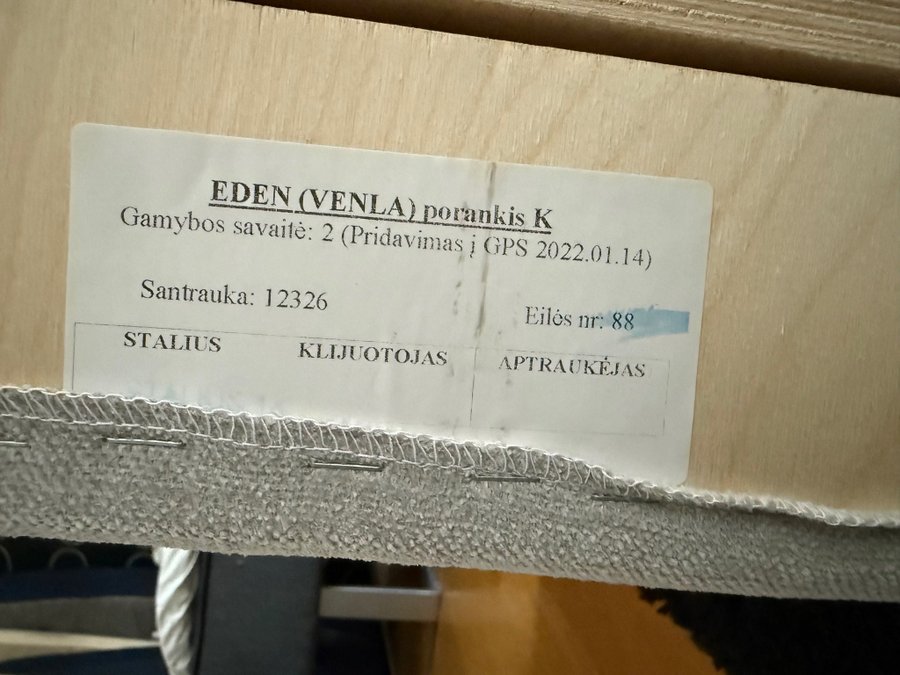 EDEN (VENLA) porankis K
Gamybos savaitė: 2 (Pridavimas į GPS 2022.01.14)
Santrauka: 12326
Eilės nr: 88
STALIUS KLIJUOTOJAS APTRAUKĖJAS